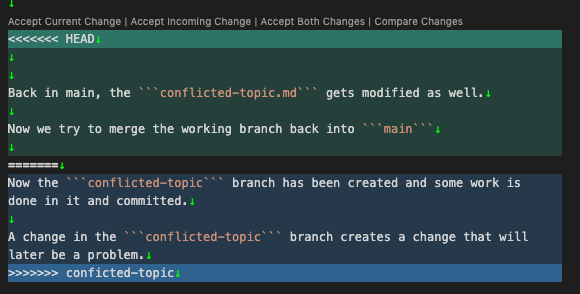 ↓
Accept Current Change | Accept Incoming Change | Accept Both Changes | Compare Changes
<<<<<<< HEAD↓
↓
↓
Back in main, the ```conflicted-topic.md``` gets modified as well.↓
↓
Now we try to merge the working branch back into ```main```↓
↓
=======↓
Now the ```conflicted-topic``` branch has been created and some work is
done in it and committed.↓
↓
A change in the ```conflicted-topic``` branch creates a change that will
later be a problem.↓
>>>>>>> conficted-topic↓